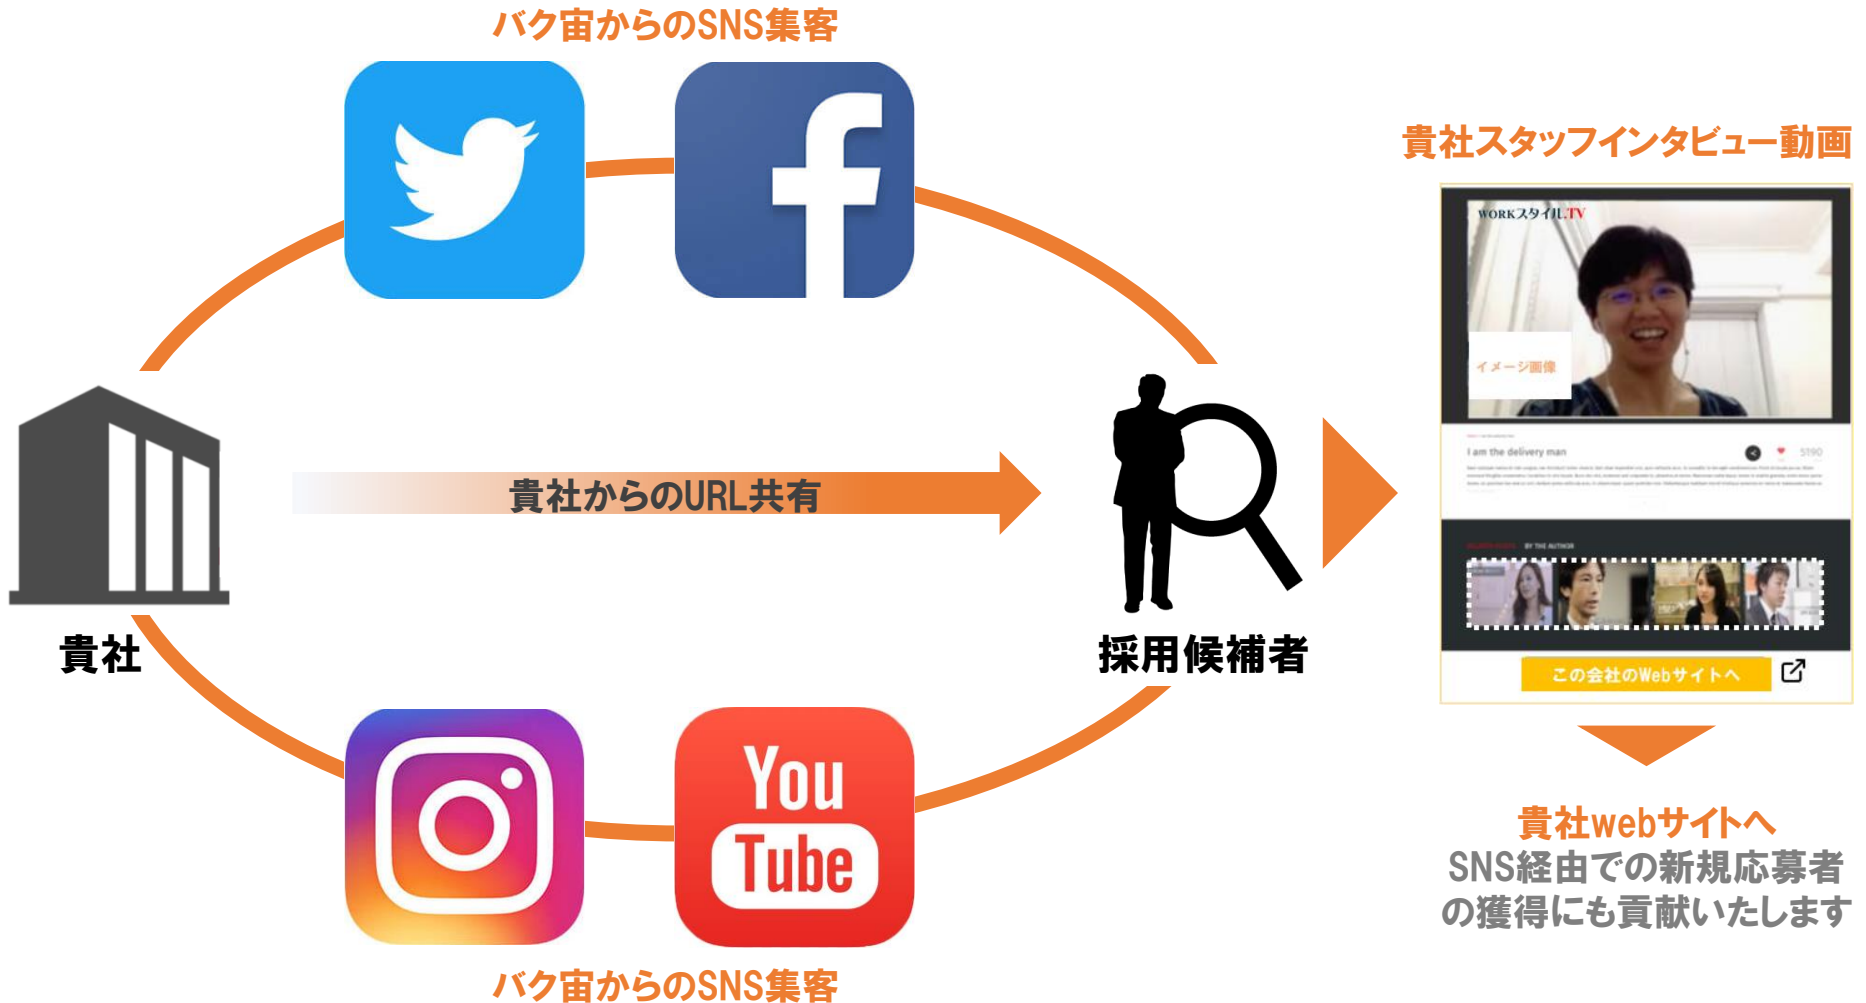 バク宙からのSNS集客
貴社スタッフインタビュー動画
WORKスタイル.TV
イメージ画像
I am the delivery man
5190
BY THE AUTHOR
この会社のWebサイトへ
貴社からのURL共有
貴社
採用候補者
You
Tube
バク宙からのSNS集客
貴社webサイトへ
SNS経由での新規応募者
の獲得にも貢献いたします